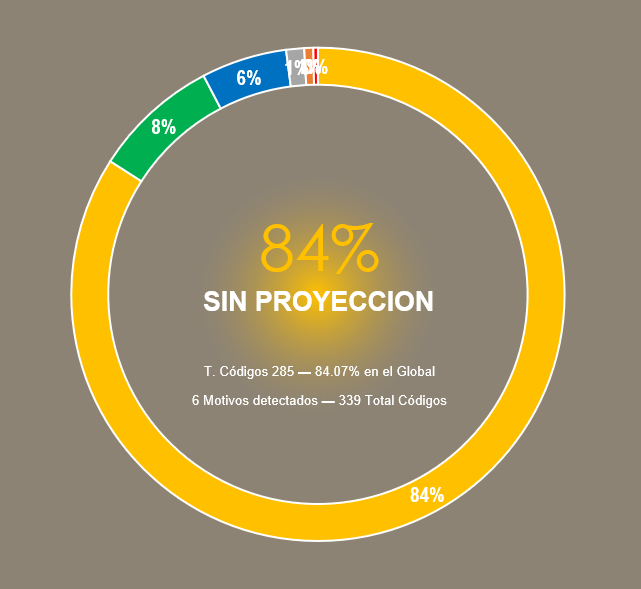 6%
1%
8%
84%
SIN PROYECCION
T. Códigos 285 — 84.07% en el Global
6 Motivos detectados — 339 Total Códigos
84%